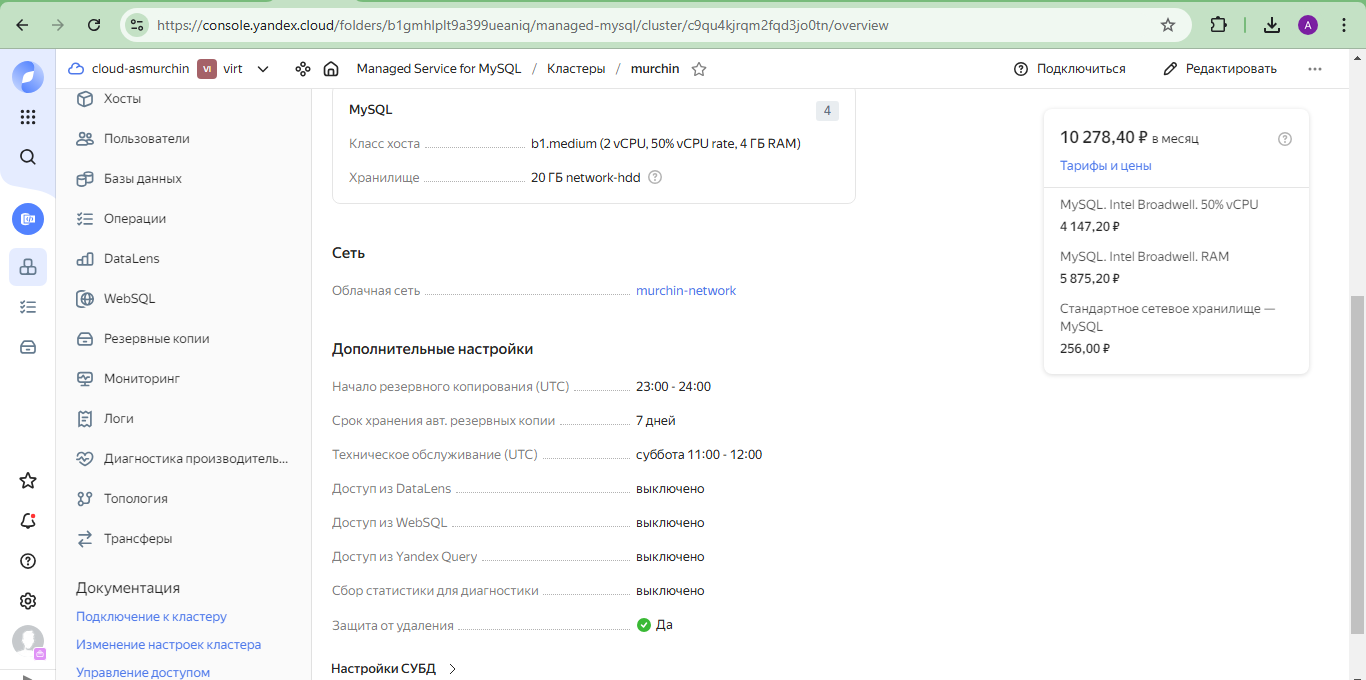 https://console.yandex.cloud/folders/b1gmhlplt9a399ueaniq/managed-mysql/cluster/c9qu4kjrqm2fqd3jo0tn/overview
A
cloud-asmurchin VI virt
Managed Service for MySQL / Кластеры / murchin
Подключиться
Редактировать
Хосты
Пользователи
Базы данных
Операции
DataLens
WebSQL
Резервные копии
Мониторинг
Логи
Диагностика производитель...
Топология
Трансферы
Документация
Подключение к кластеру
Изменение настроек кластера
Управление доступом
MySQL 4
Класс хоста b1.medium (2 vCPU, 50% vCPU rate, 4 ГБ RAM)
Хранилище 20 ГБ network-hdd
Сеть
Облачная сеть murchin-network
Дополнительные настройки
Начало резервного копирования (UTC) 23:00 - 24:00
Срок хранения авт. резервных копии 7 дней
Техническое обслуживание (UTC) суббота 11:00 - 12:00
Доступ из DataLens выключено
Доступ из WebSQL выключено
Доступ из Yandex Query выключено
Сбор статистики для диагностики выключено
Защита от удаления Да
Настройки СУБД
10 278,40 ₽ в месяц
Тарифы и цены
MySQL. Intel Broadwell. 50% vCPU
4 147,20 ₽
MySQL. Intel Broadwell. RAM
5 875,20 ₽
Стандартное сетевое хранилище —
MySQL
256,00 ₽